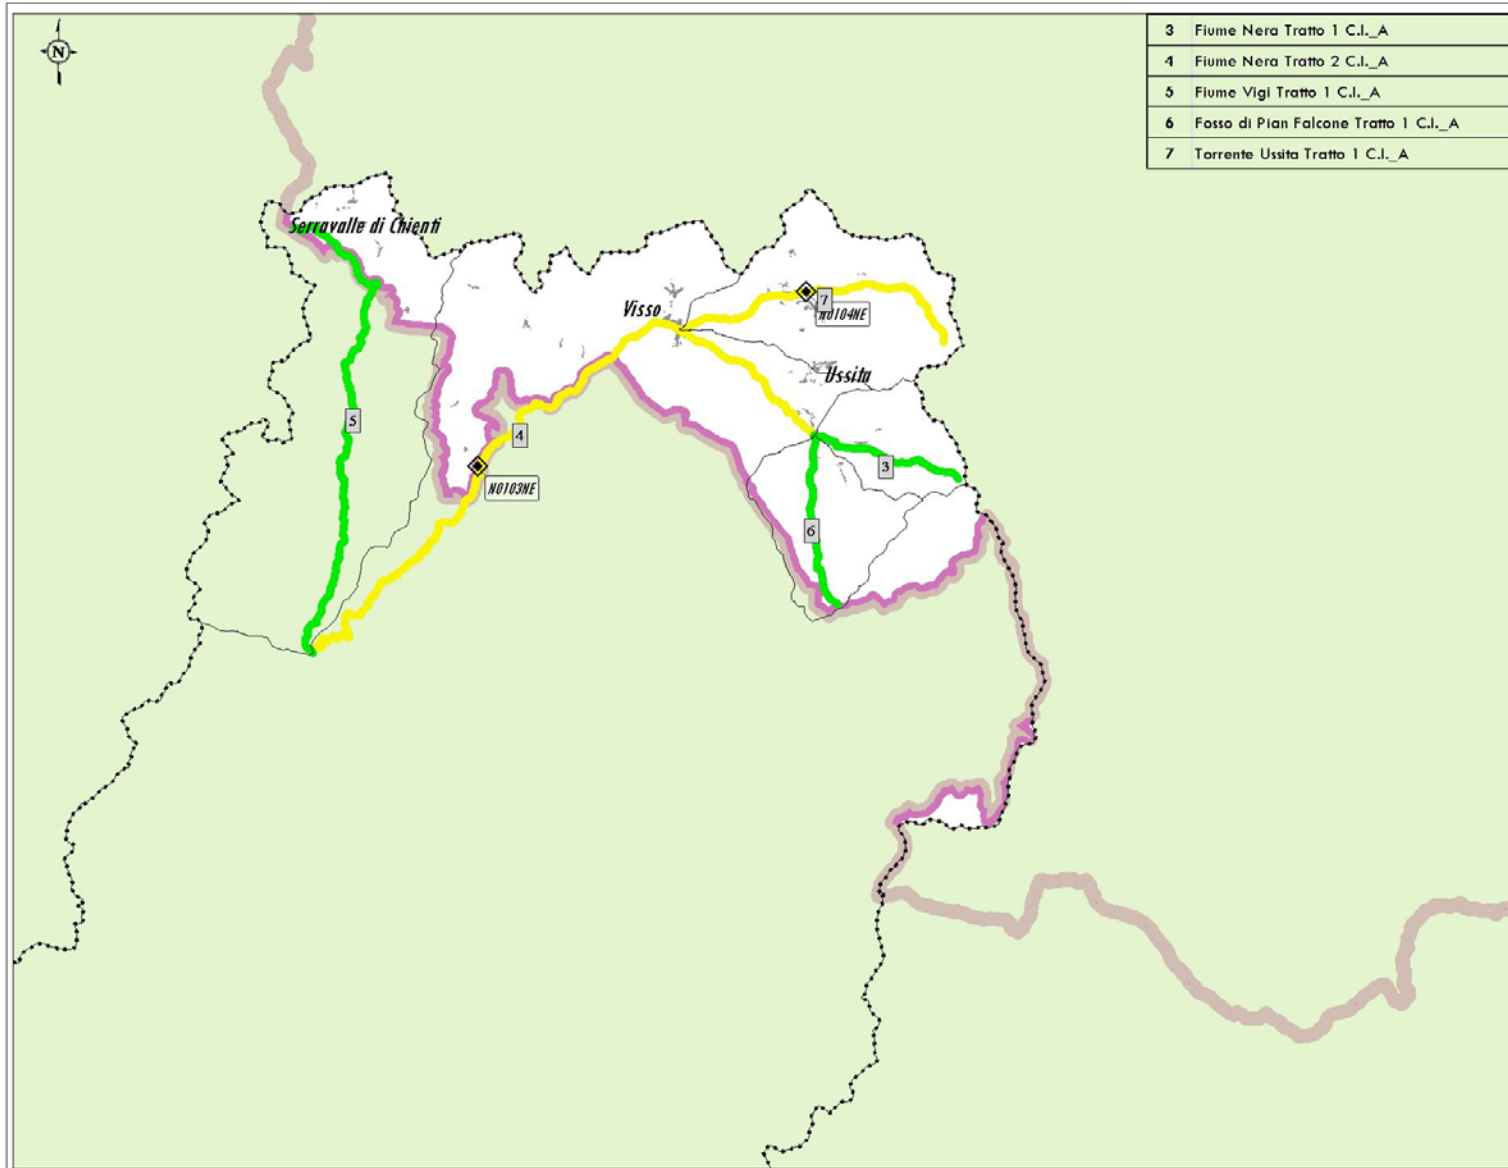 N
3 Fiume Nera Tratto 1 C.I._A
4 Fiume Nera Tratto 2 C.I._A
5 Fiume Vigi Tratto 1 C.I._A
6 Fosso di Pian Falcone Tratto 1 C.I._A
7 Torrente Ussita Tratto 1 C.I._A
Serravalle di Chienti
Visso
7
N0104NE
Ussita
5
4
3
N0103NE
6